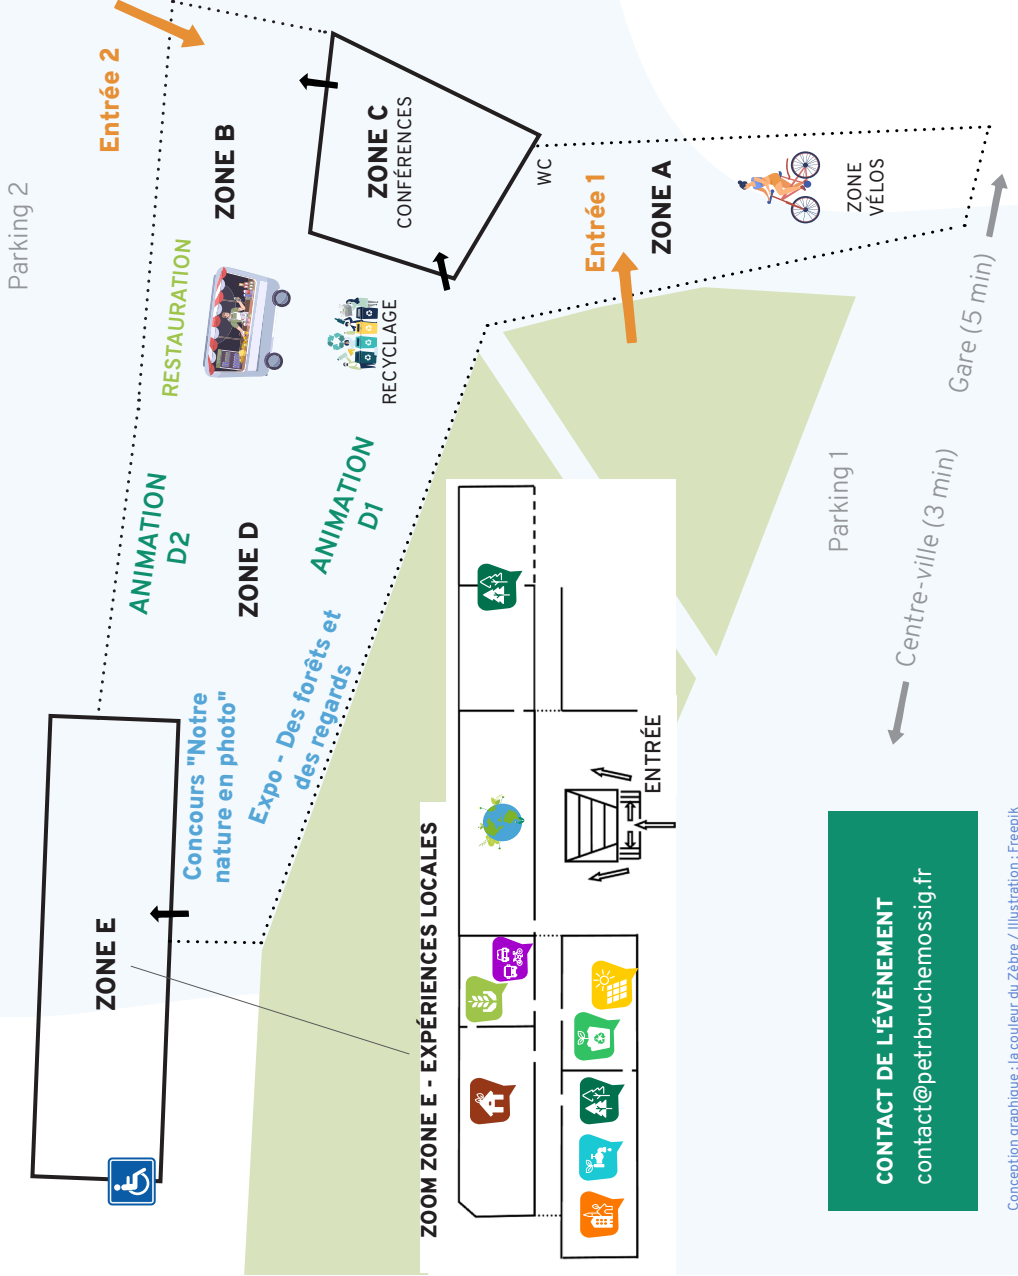 Parking 2
Entrée 2
ZONE B
ZONE C
CONFÉRENCES
WC
Entrée 1
ZONE A
ZONE
VÉLOS
RESTAURATION
RECYCLAGE
Gare (5 min)
ANIMATION
D2
ZONE D
ANIMATION
D1
Parking 1
Centre-ville (3 min)
Concours "Notre
nature en photo"
Expo - Des forêts et
des regards
ZONE E
ZOOM ZONE E - EXPÉRIENCES LOCALES
ENTRÉE
CONTACT DE L'ÉVÈNEMENT
contact@petrbruchemossig.fr
Conception graphique : la couleur du Zèbre / Illustration : Freepik